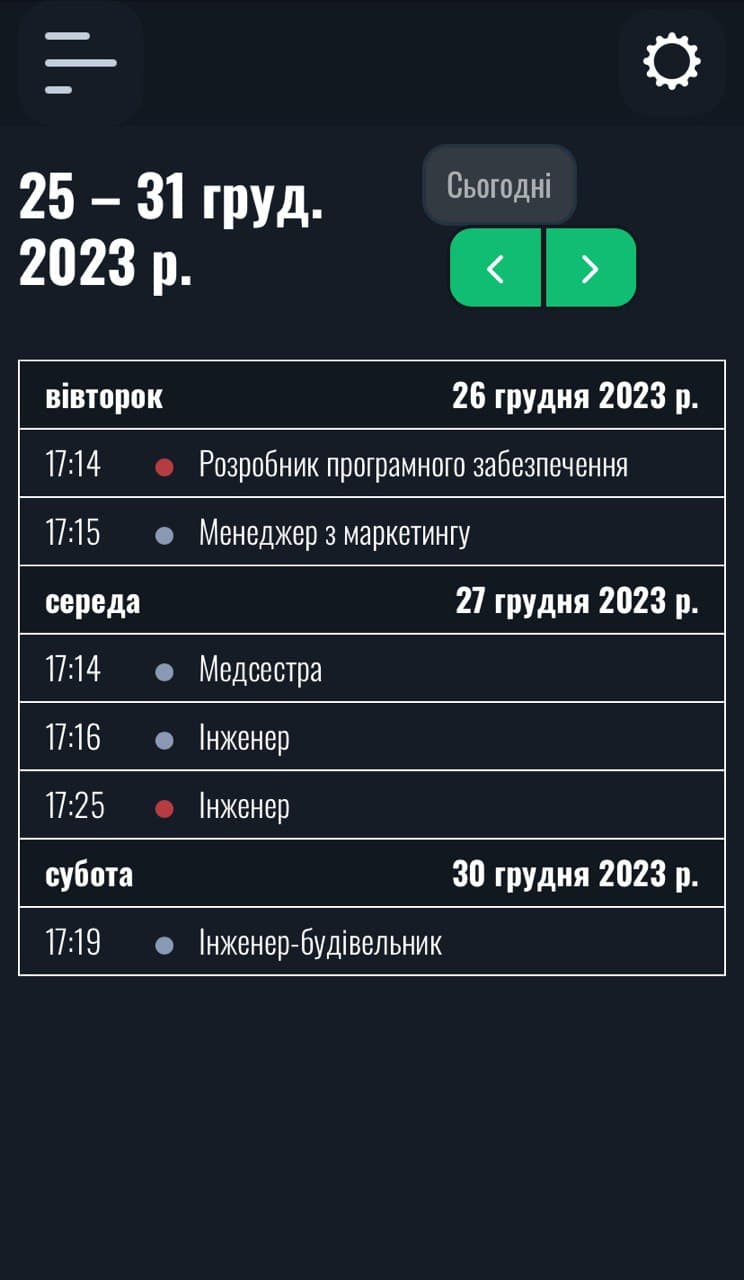 25 – 31 груд.
2023 р.
Сьогодні
вівторок 26 грудня 2023 р.
17:14 Розробник програмного забезпечення
17:15 Менеджер з маркетингу
середа 27 грудня 2023 р.
17:14 Медсестра
17:16 Інженер
17:25 Інженер
субота 30 грудня 2023 р.
17:19 Інженер-будівельник